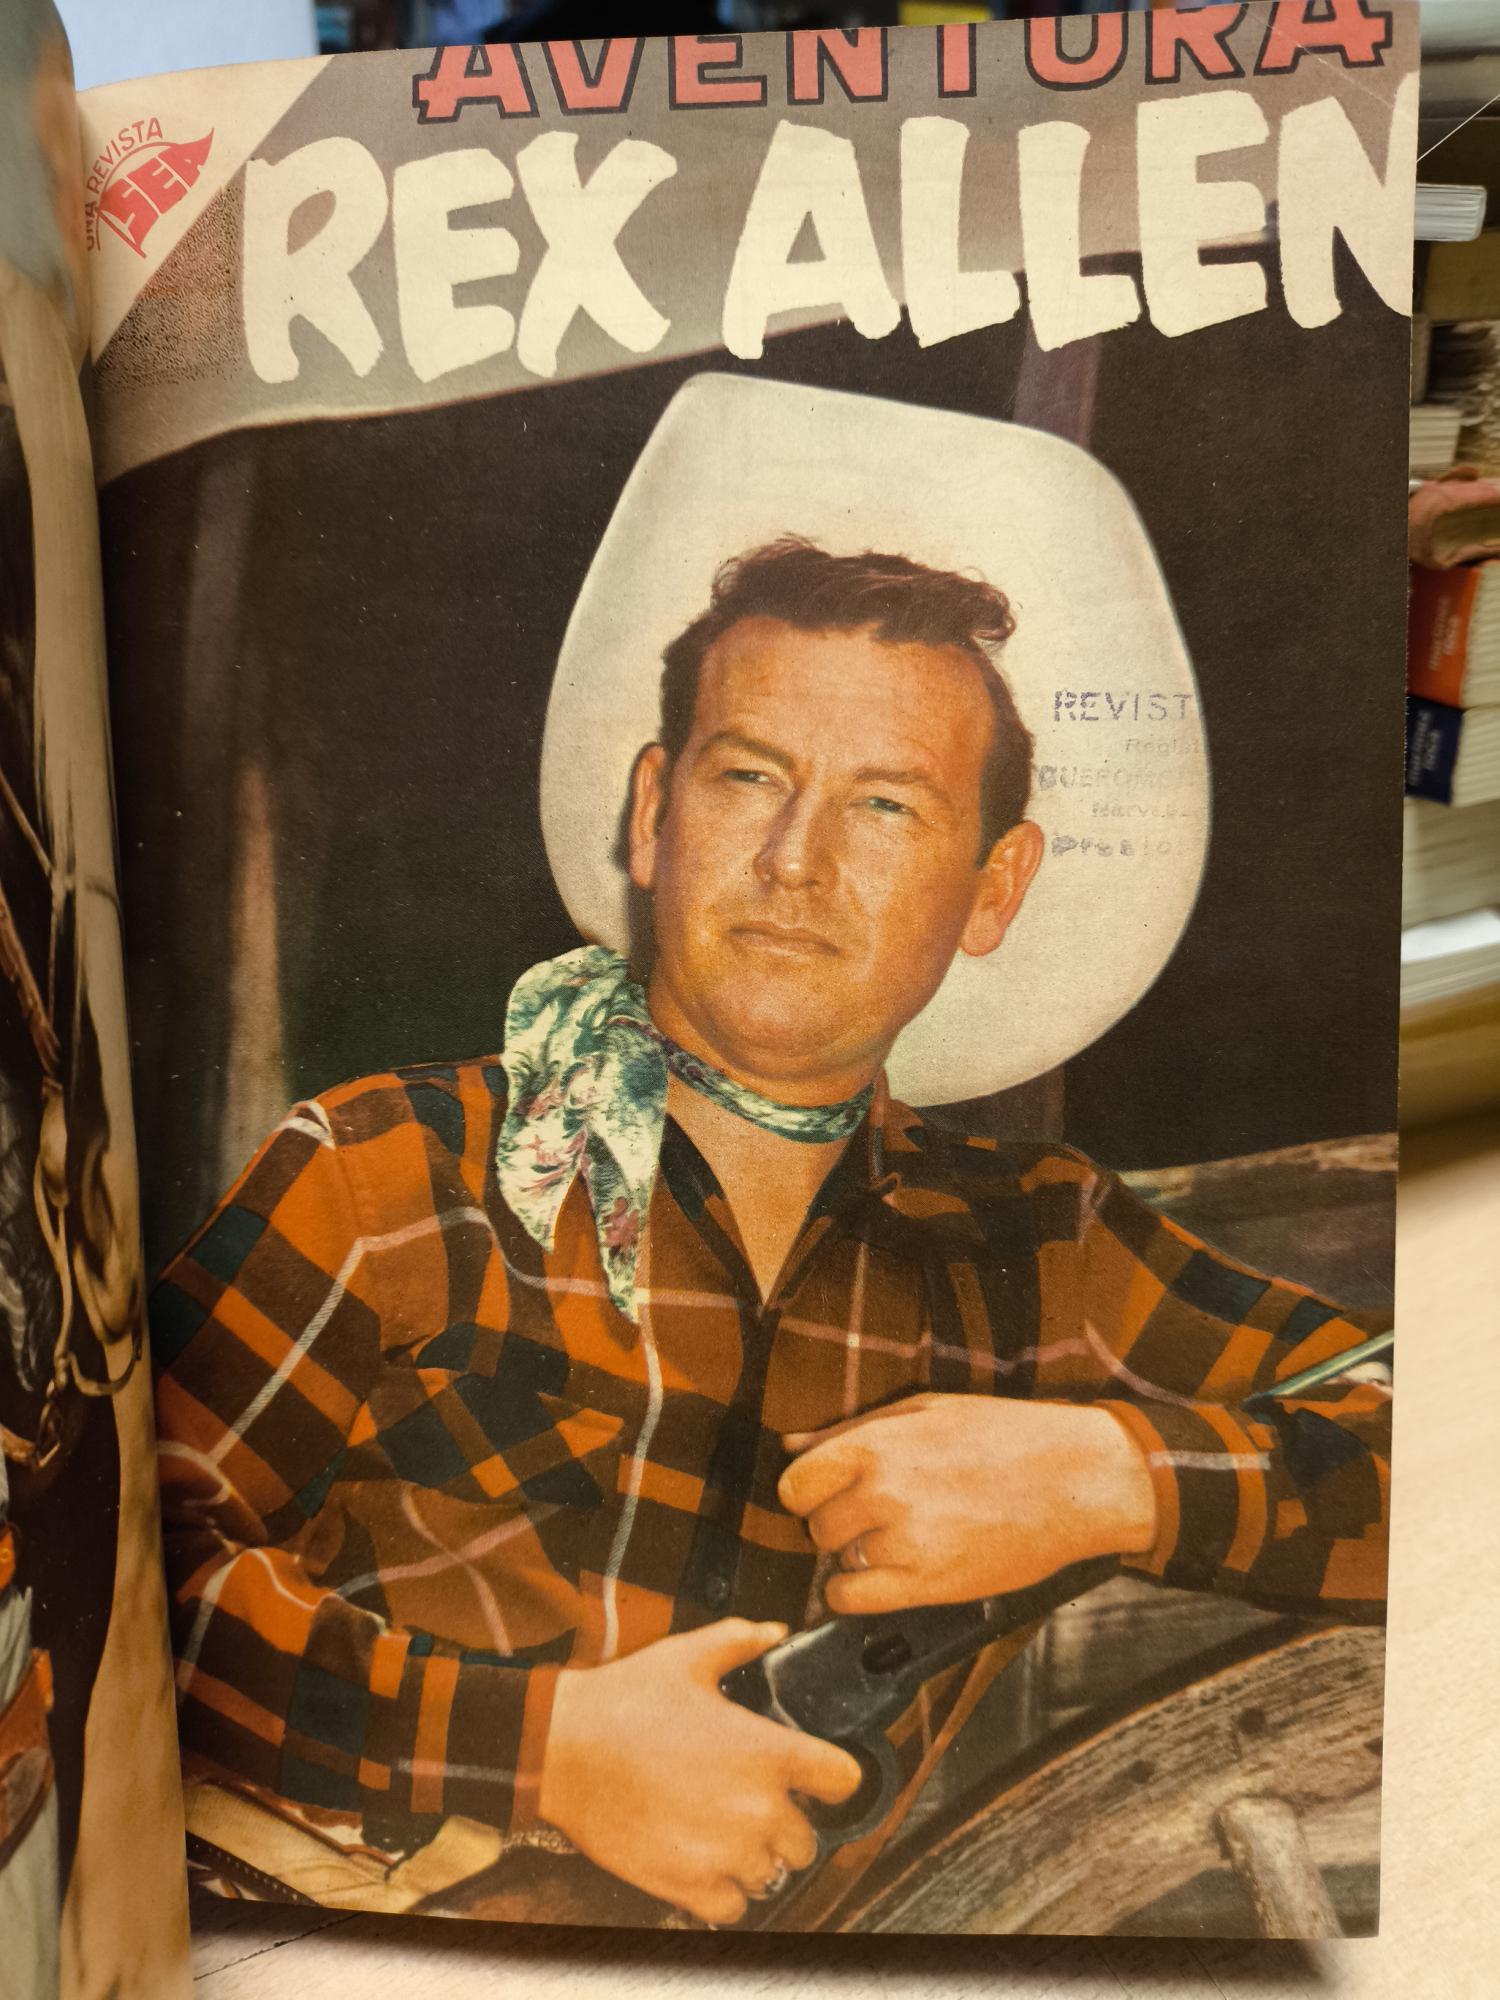 AVENTURA
UNA REVISTA
SEA
REX ALLEN
REVIST